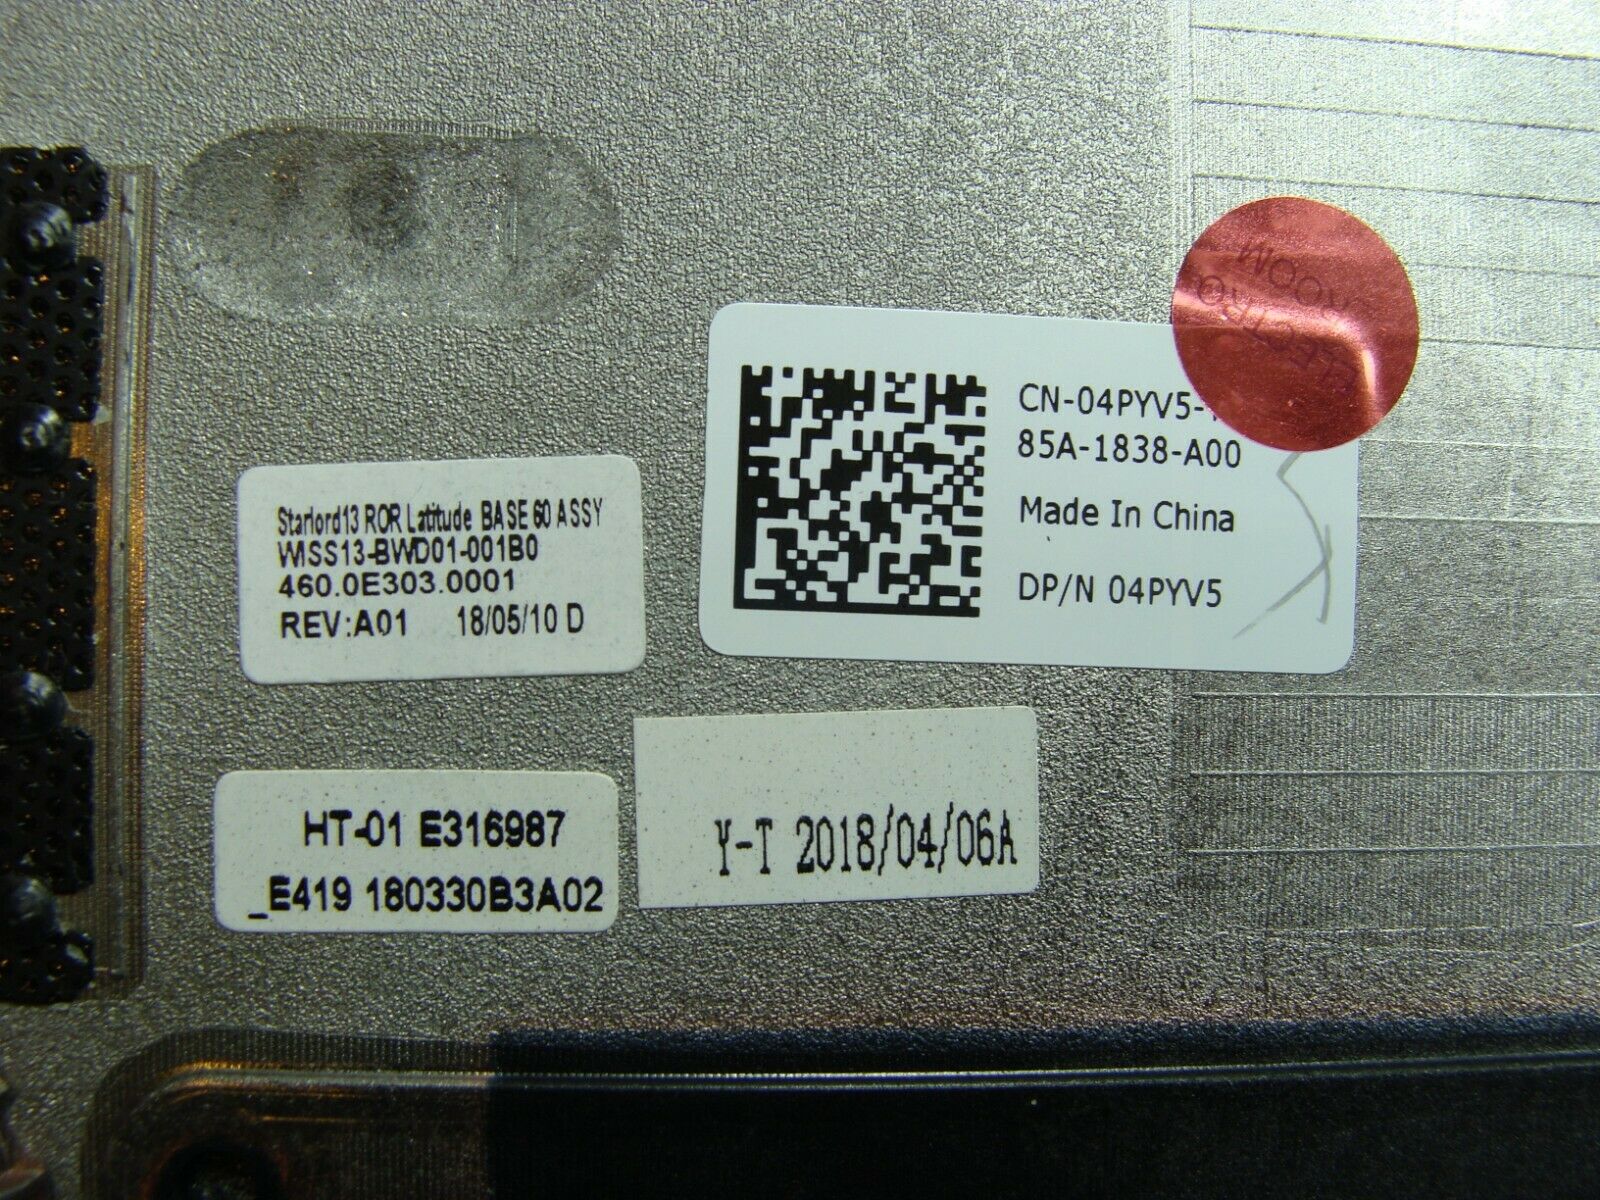 CN-04PYV5-
85A-1838-A00
Made In China
DP/N 04PYV5
Starlord13 ROR Latitude BASE 60 ASSY
WISS13-BWD01-001B0
460.0E303.0001
REV:A01 18/05/10 D
HT-01 E316987
_E419 180330B3A02
Y-T 2018/04/06A